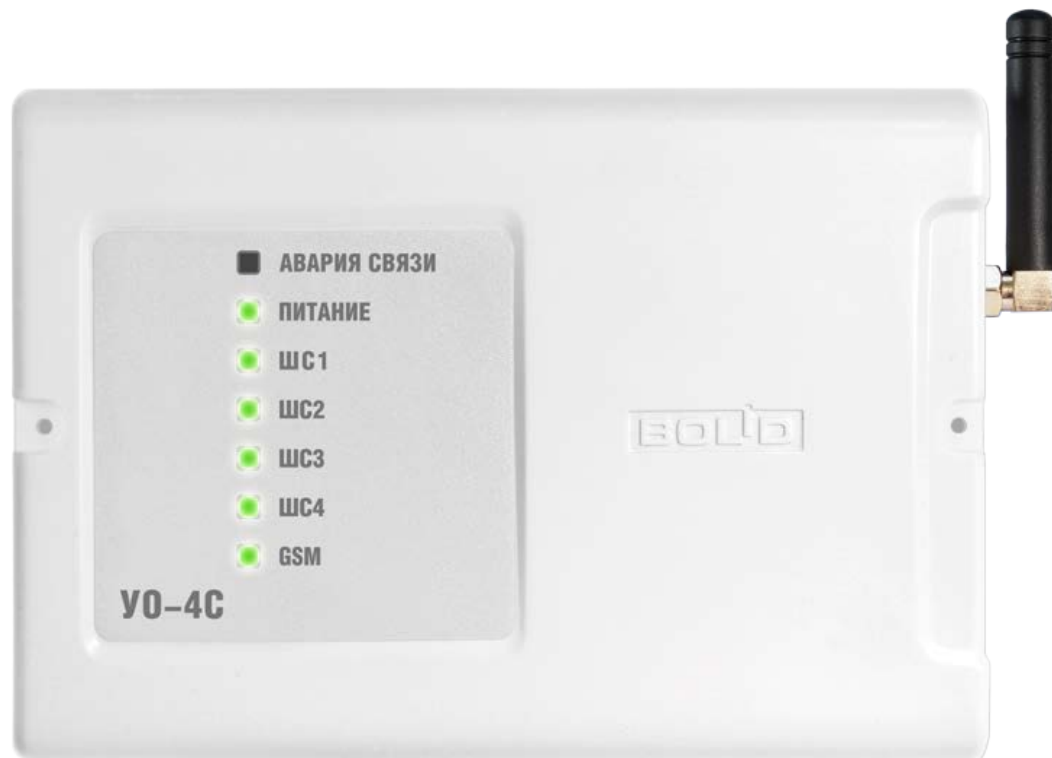 АВАРИЯ СВЯЗИ
ПИТАНИЕ
ШС1
ШС2
ШС3
ШС4
GSM
УО-4С
BOLID